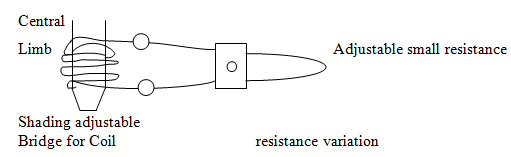 Central
Limb
Adjustable small resistance
Shading adjustable
Bridge for Coil
resistance variation